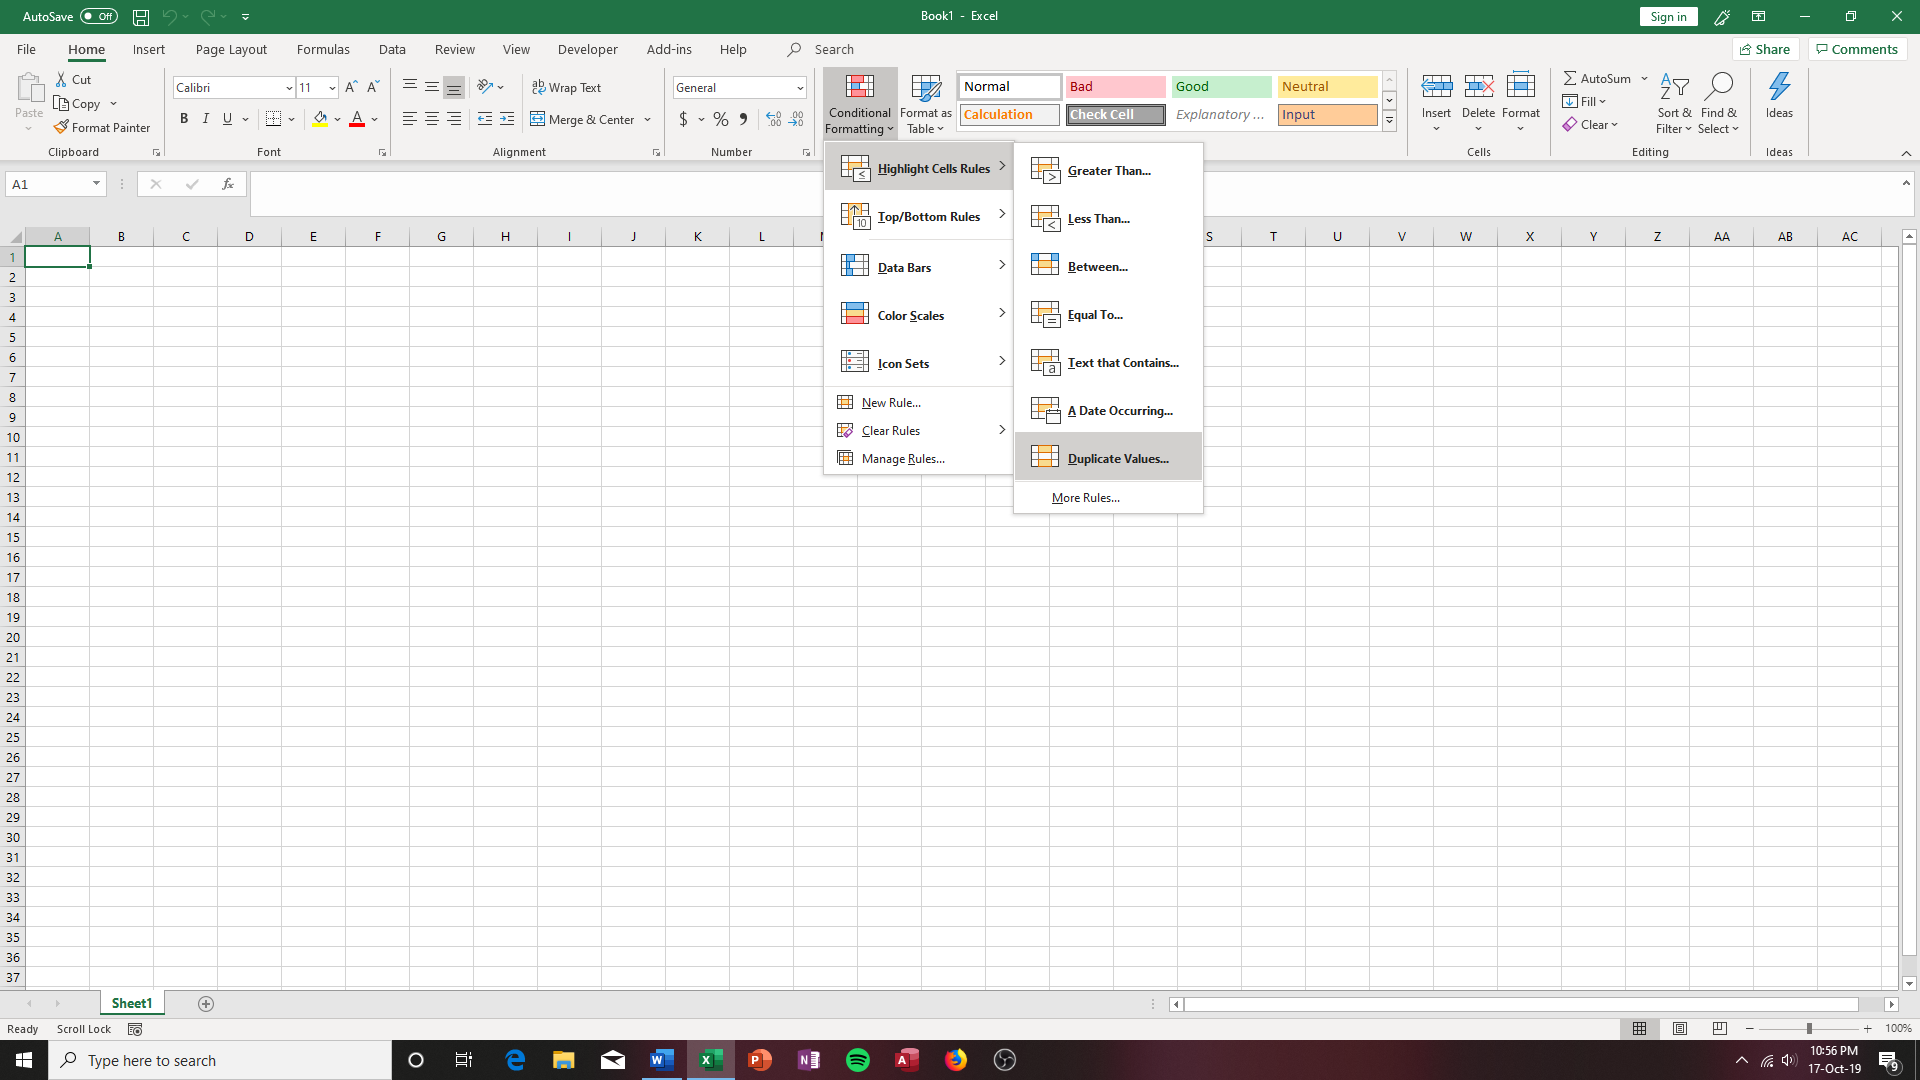 AutoSave Off
Book1 - Excel
Sign in
File Home Insert Page Layout Formulas Data Review View Developer Add-ins Help Search
Share Comments
Paste
Cut
Copy
Format Painter
Clipboard
Calibri 11
B I U
Font
Wrap Text
Merge & Center
Alignment
General
$ % 9
Number
Conditional Formatting
Format as Table
Normal Bad Good Neutral
Calculation Check Cell Explanatory ... Input
Insert Delete Format
Cells
AutoSum
Fill
Clear
Sort & Filter
Find & Select
Editing
Ideas
Ideas
A1
fx
Highlight Cells Rules
Top/Bottom Rules
Data Bars
Color Scales
Icon Sets
New Rule...
Clear Rules
Manage Rules...
Greater Than...
Less Than...
Between...
Equal To...
Text that Contains...
A Date Occurring...
Duplicate Values...
More Rules...
A B C D E F G H I J K L S T U V W X Y Z AA AB AC
1
2
3
4
5
6
7
8
9
10
11
12
13
14
15
16
17
18
19
20
21
22
23
24
25
26
27
28
29
30
31
32
33
34
35
36
37
Sheet1
Ready Scroll Lock
100%
Type here to search
10:56 PM
17-Oct-19
9